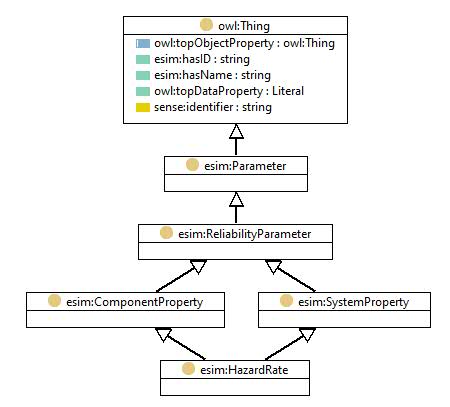 owl:Thing
owl:topObjectProperty : owl:Thing
esim:hasID : string
esim:hasName : string
owl:topDataProperty : Literal
sense:identifier : string
esim:Parameter
esim:ReliabilityParameter
esim:ComponentProperty
esim:SystemProperty
esim:HazardRate